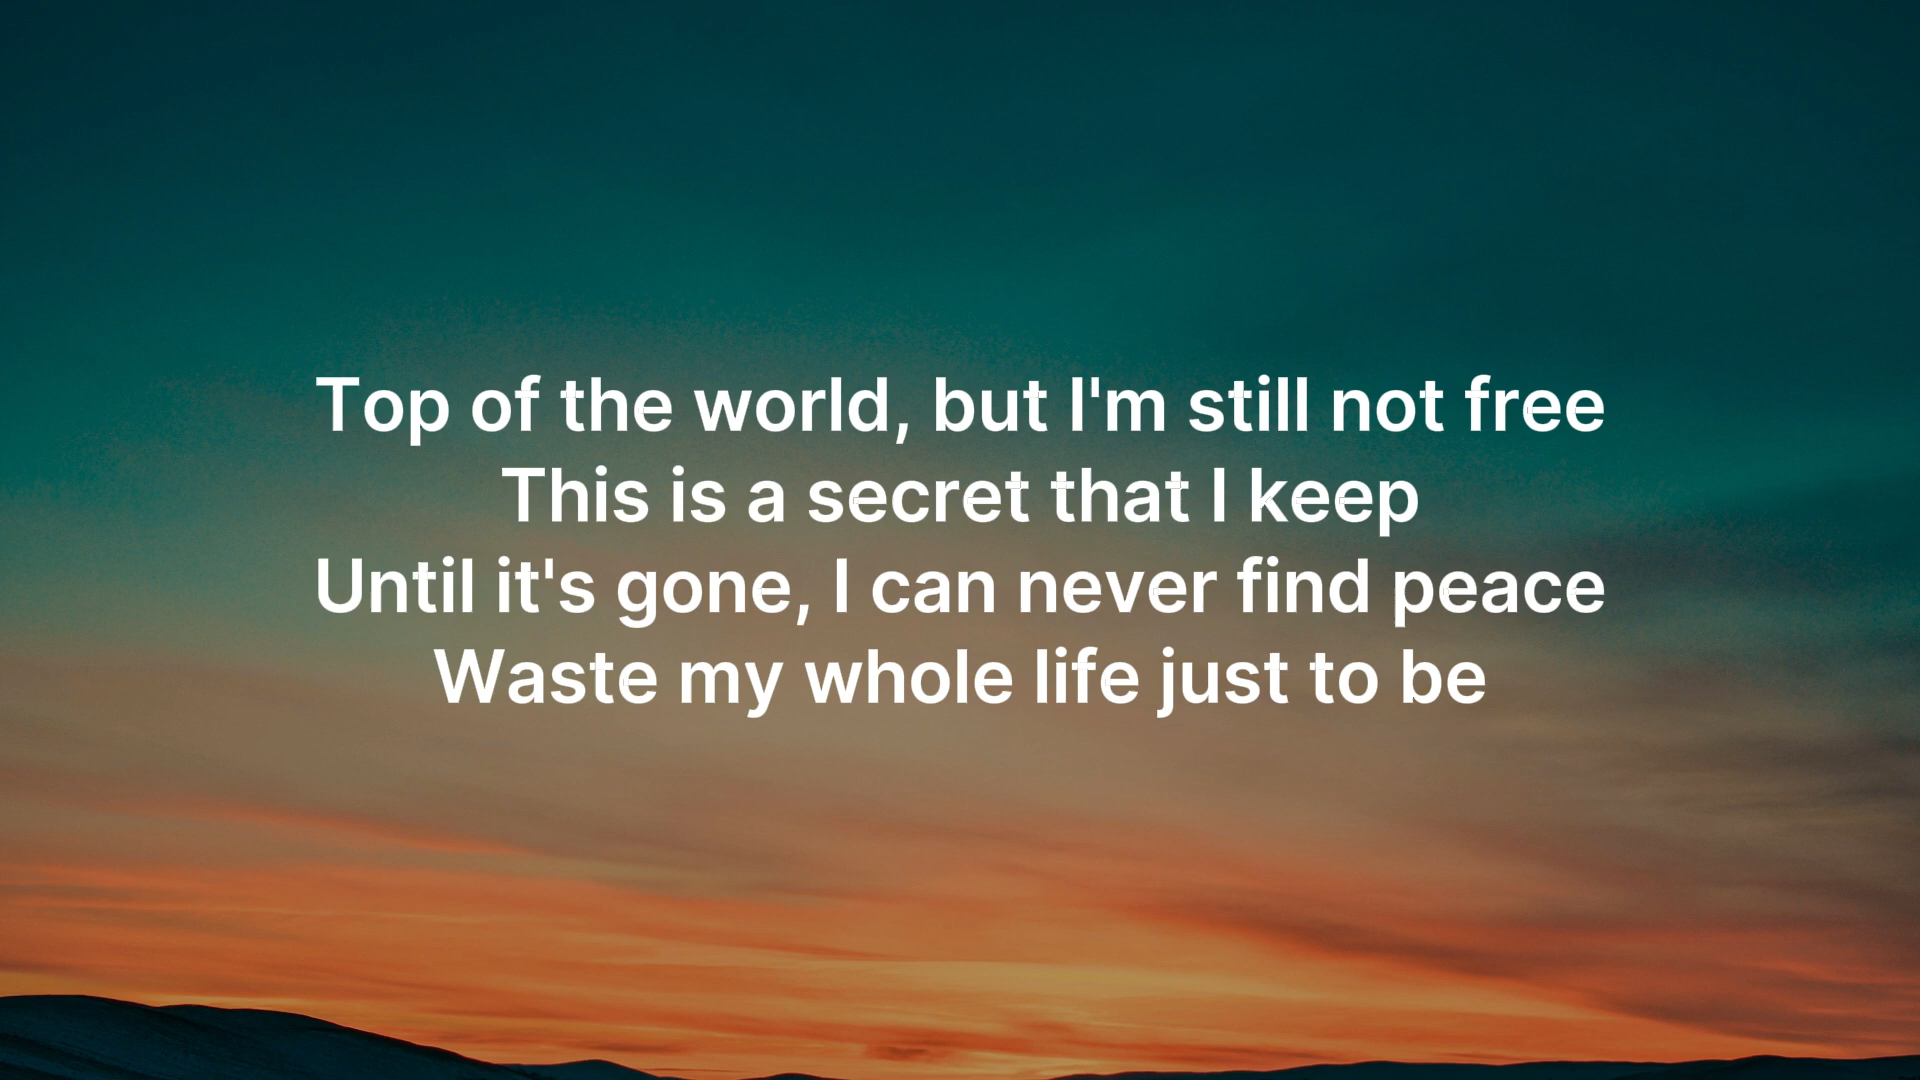 Top of the world, but I'm still not free
This is a secret that I keep
Until it's gone, I can never find peace
Waste my whole life just to be